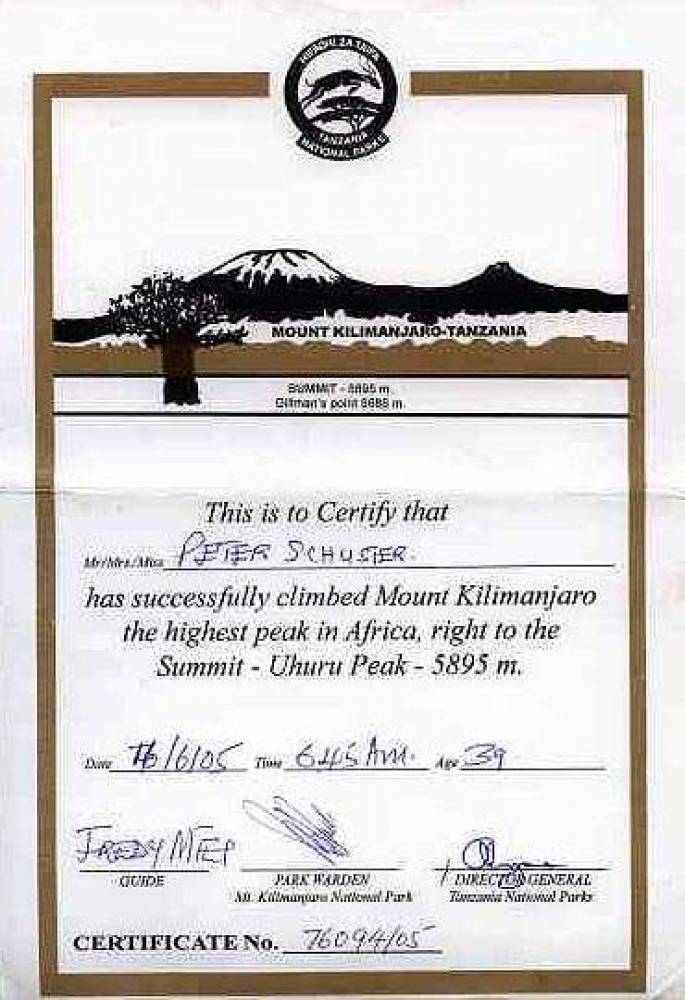 HIFADHI ZA TAIFA
TANZANIA
NATIONAL PARKS
MOUNT KILIMANJARO-TANZANIA
SUMMIT - 5895 m.
Gillman's point 5685 m.
This is to Certify that
Mr/Mrs/Miss PETER SCHUSTER.
has successfully climbed Mount Kilimanjaro
the highest peak in Africa, right to the
Summit - Uhuru Peak - 5895 m.
Date /6/05 Time 6:45 AM. Age 39
FREDY
GUIDE
PARK WARDEN
DIRECTOR GENERAL
Mt. Kilimanjaro National Park
Tanzania National Parks
CERTIFICATE No. 76094/05